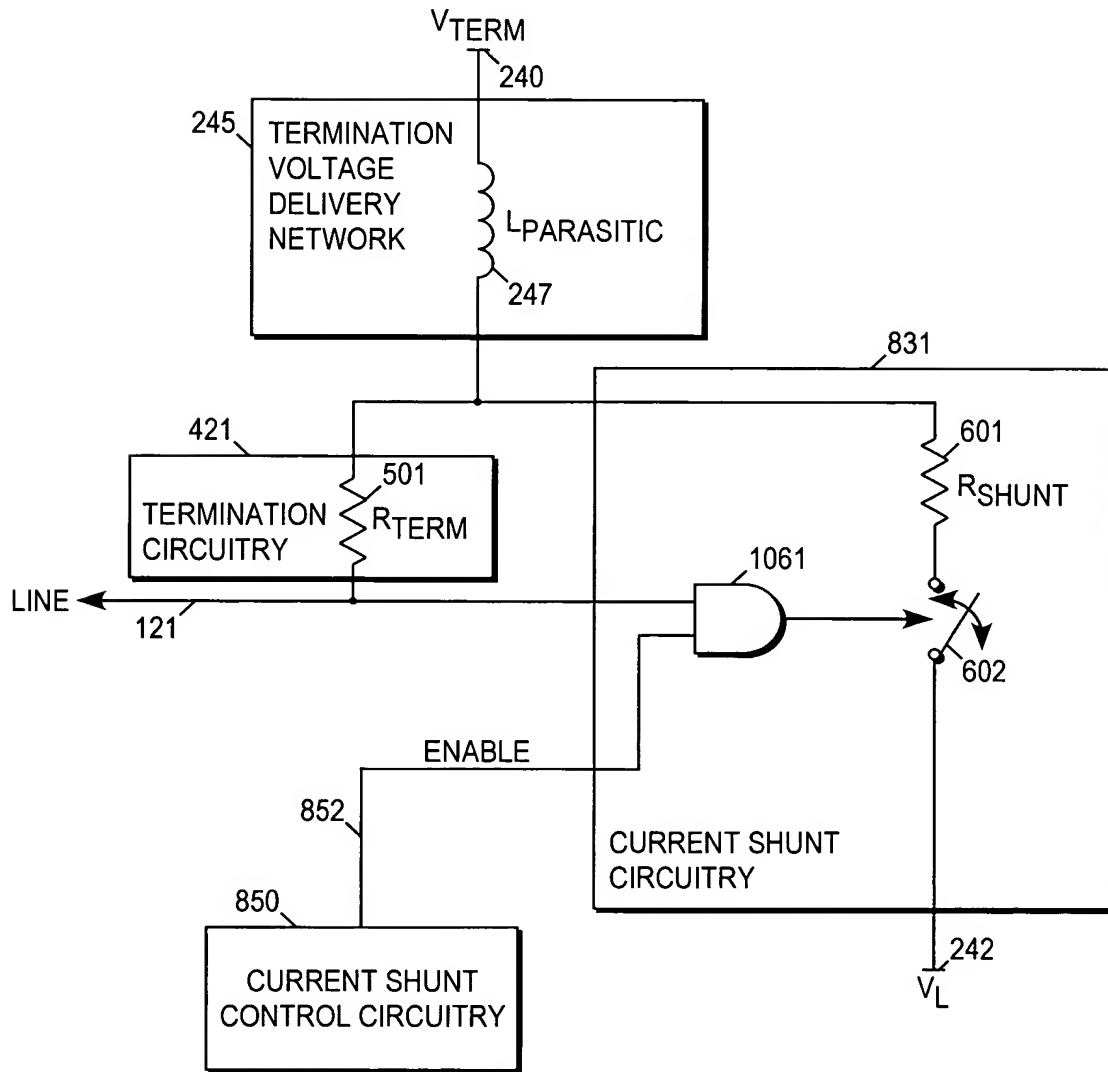 VTERM
240
245
TERMINATION
VOLTAGE
DELIVERY
NETWORK
LPARASITIC
247
831
421
501
601
TERMINATION
CIRCUITRY
RTERM
RSHUNT
1061
LINE
121
602
ENABLE
852
CURRENT SHUNT
CIRCUITRY
850
CURRENT SHUNT
CONTROL CIRCUITRY
242
VL